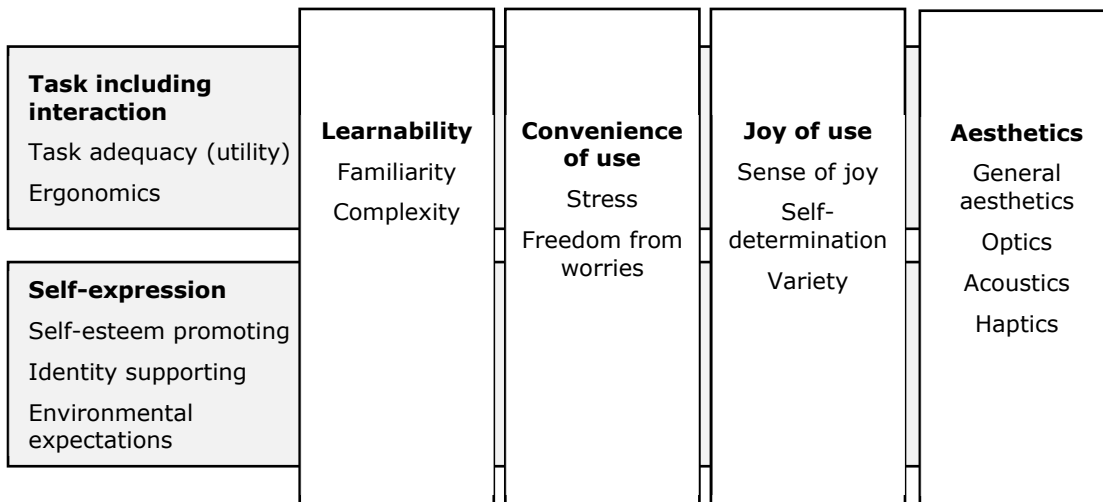 Task including
interaction
Task adequacy (utility)
Ergonomics
Self-expression
Self-esteem promoting
Identity supporting
Environmental
expectations
Learnability
Familiarity
Complexity
Convenience
of use
Stress
Freedom from
worries
Joy of use
Sense of joy
Self-
determination
Variety
Aesthetics
General
aesthetics
Optics
Acoustics
Haptics